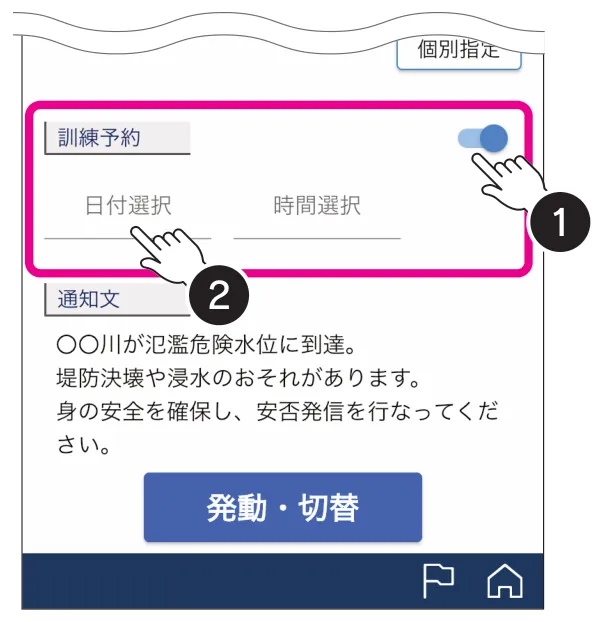 個別指定
訓練予約
1
日付選択
時間選択
2
通知文
〇〇川が氾濫危険水位に到達。
堤防決壊や浸水のおそれがあります。
身の安全を確保し、安否発信を行なってくだ
さい。
発動・切替